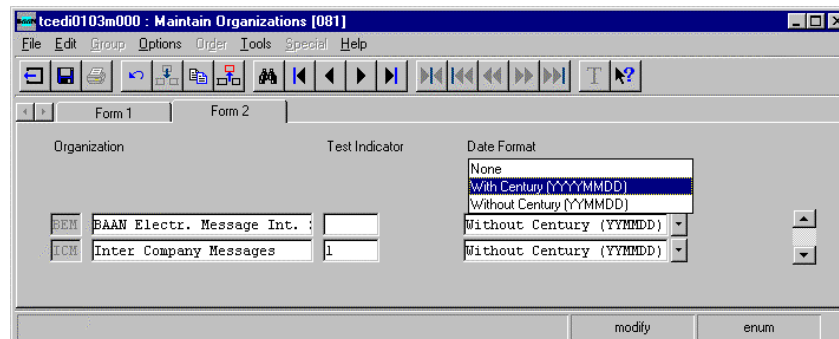 BAAN tcedi0103m000 : Maintain Organizations [081]
File Edit Group Options Order Tools Special Help
T ?
Form 1 Form 2
Organization Test Indicator Date Format
None
With Century (YYYYMMDD)
Without Century (YYMMDD)
BEM BAAN Electr. Message Int. Without Century (YYMMDD)
ICM Inter Company Messages 1 Without Century (YYMMDD)
modify enum